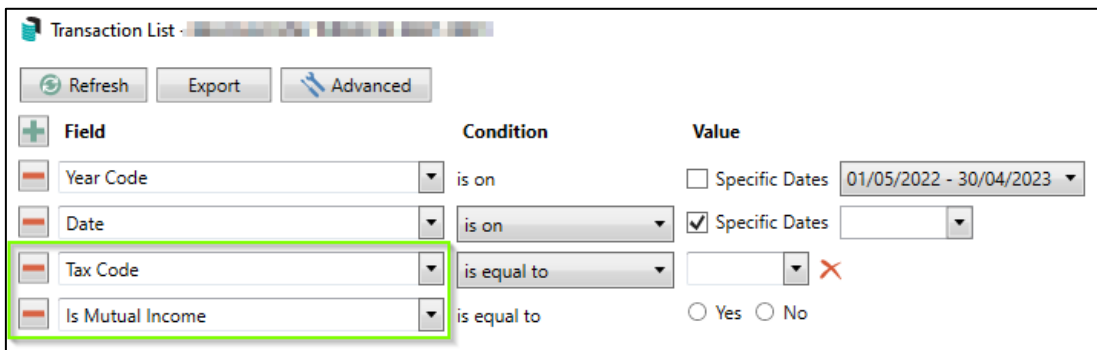 Transaction List -
Refresh Export Advanced
Field Condition Value
Year Code is on Specific Dates 01/05/2022 - 30/04/2023
Date is on Specific Dates
Tax Code is equal to
Is Mutual Income is equal to Yes No